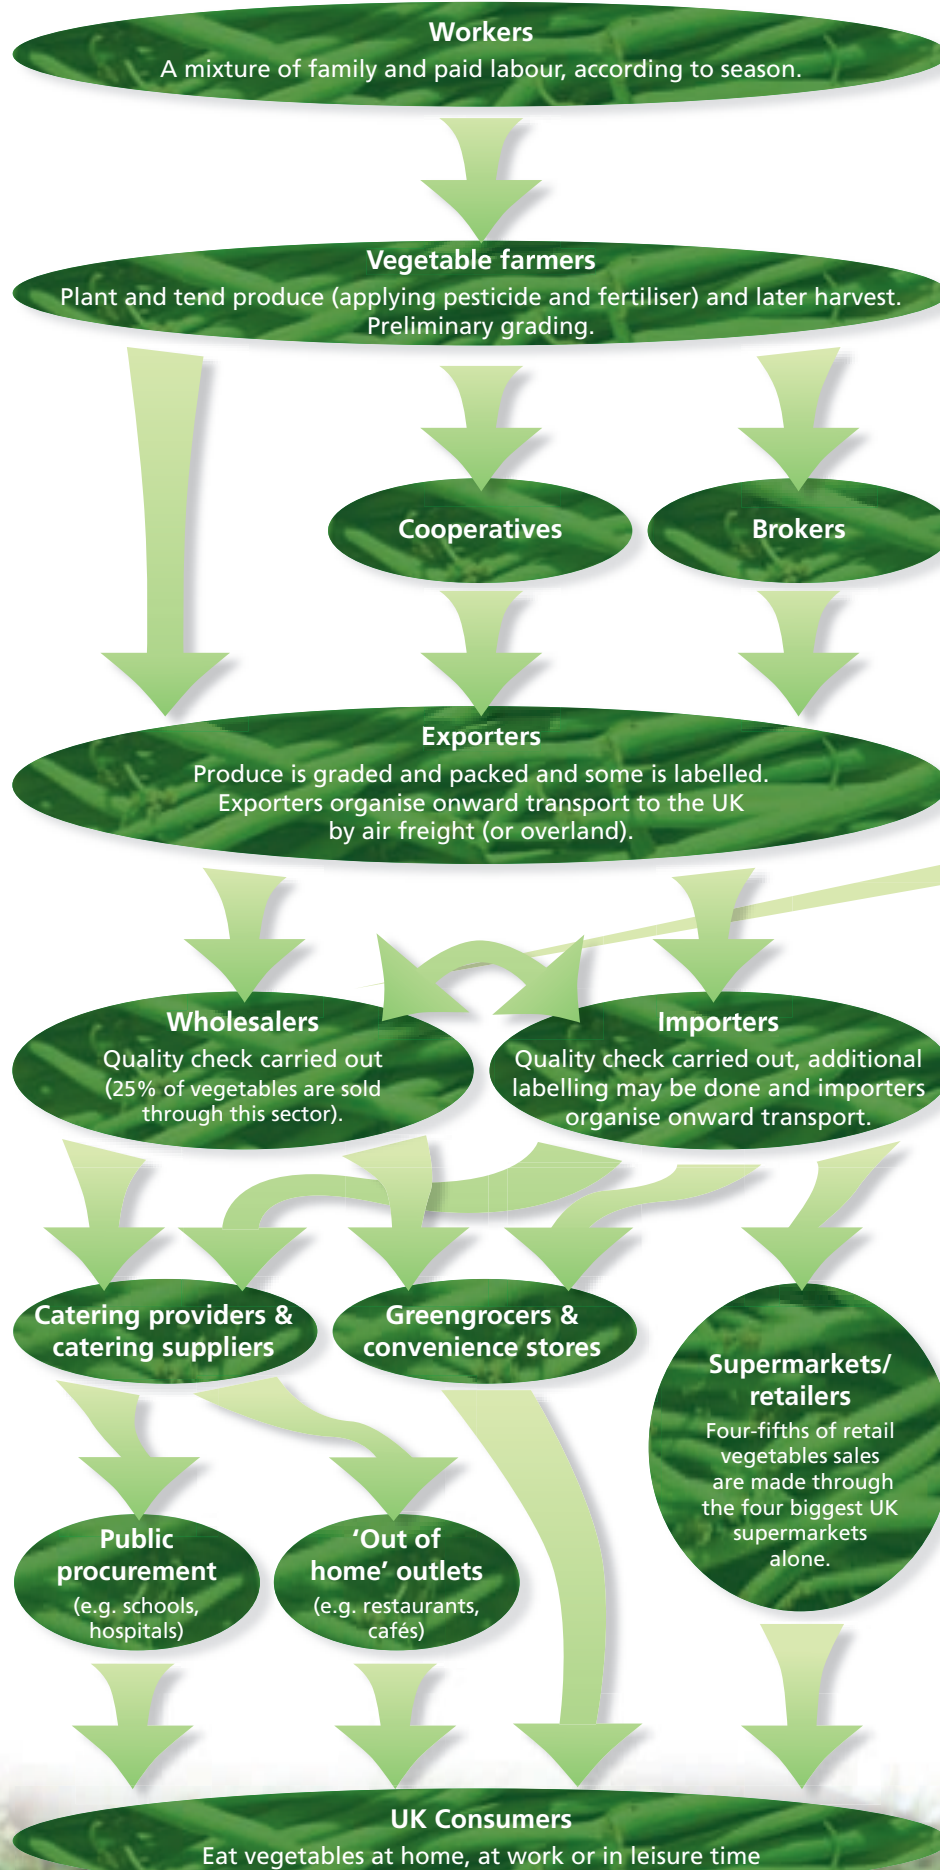 Workers
A mixture of family and paid labour, according to season.
Vegetable farmers
Plant and tend produce (applying pesticide and fertiliser) and later harvest.
Preliminary grading.
Cooperatives
Brokers
Exporters
Produce is graded and packed and some is labelled.
Exporters organise onward transport to the UK
by air freight (or overland).
Wholesalers
Quality check carried out
(25% of vegetables are sold
through this sector).
Importers
Quality check carried out, additional
labelling may be done and importers
organise onward transport.
Catering providers &
catering suppliers
Greengrocers &
convenience stores
Supermarkets/
retailers
Four-fifths of retail
vegetables sales
are made through
the four biggest UK
supermarkets
alone.
Public
procurement
(e.g. schools,
hospitals)
‘Out of
home’ outlets
(e.g. restaurants,
cafés)
UK Consumers
Eat vegetables at home, at work or in leisure time